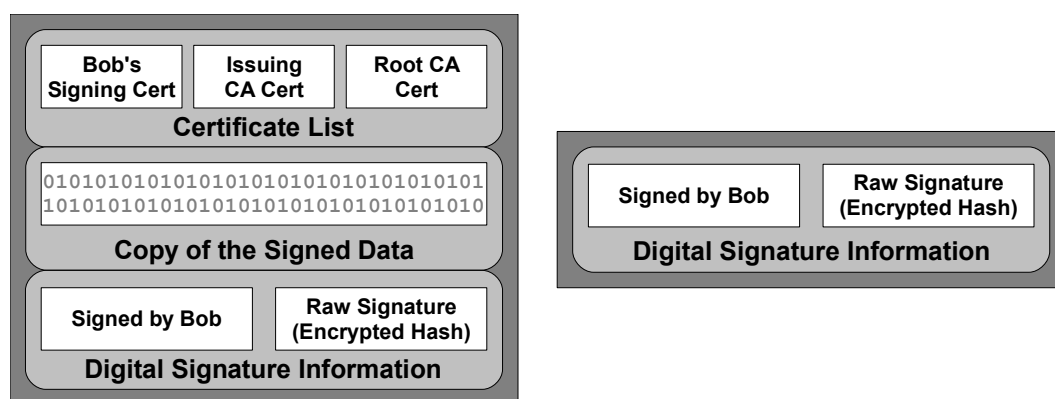 Bob's
Signing Cert
Issuing
CA Cert
Root CA
Cert
Certificate List
0101010101010101010101010101010101
1010101010101010101010101010101010
Copy of the Signed Data
Signed by Bob
Raw Signature
(Encrypted Hash)
Digital Signature Information
Signed by Bob
Raw Signature
(Encrypted Hash)
Digital Signature Information